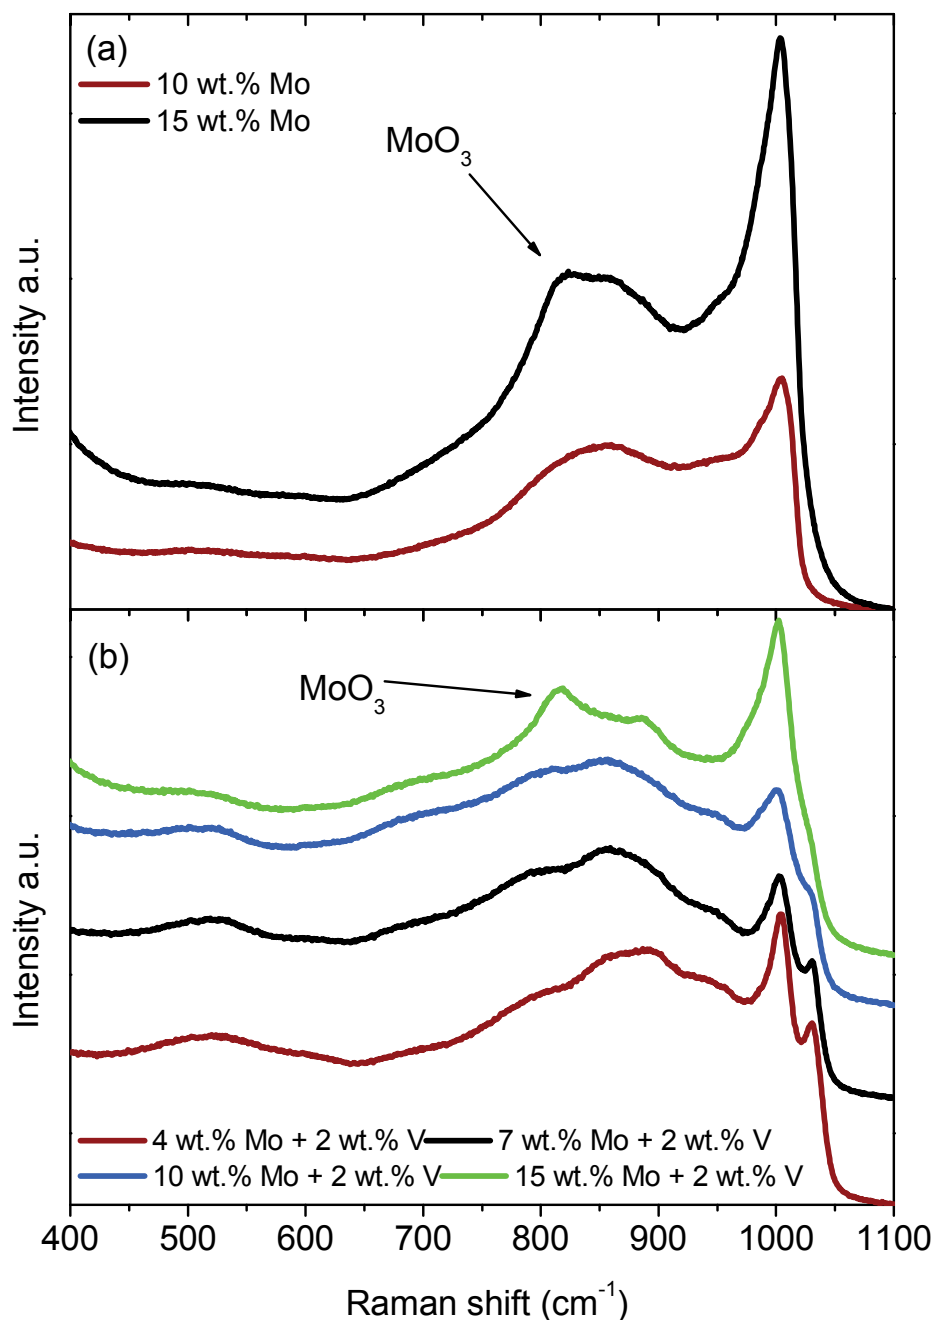 (a)
10 wt.% Mo
15 wt.% Mo
MoO₃
Intensity a.u.
(b)
MoO₃
Intensity a.u.
4 wt.% Mo + 2 wt.% V 7 wt.% Mo + 2 wt.% V
10 wt.% Mo + 2 wt.% V 15 wt.% Mo + 2 wt.% V
400 500 600 700 800 900 1000 1100
Raman shift (cm⁻¹)